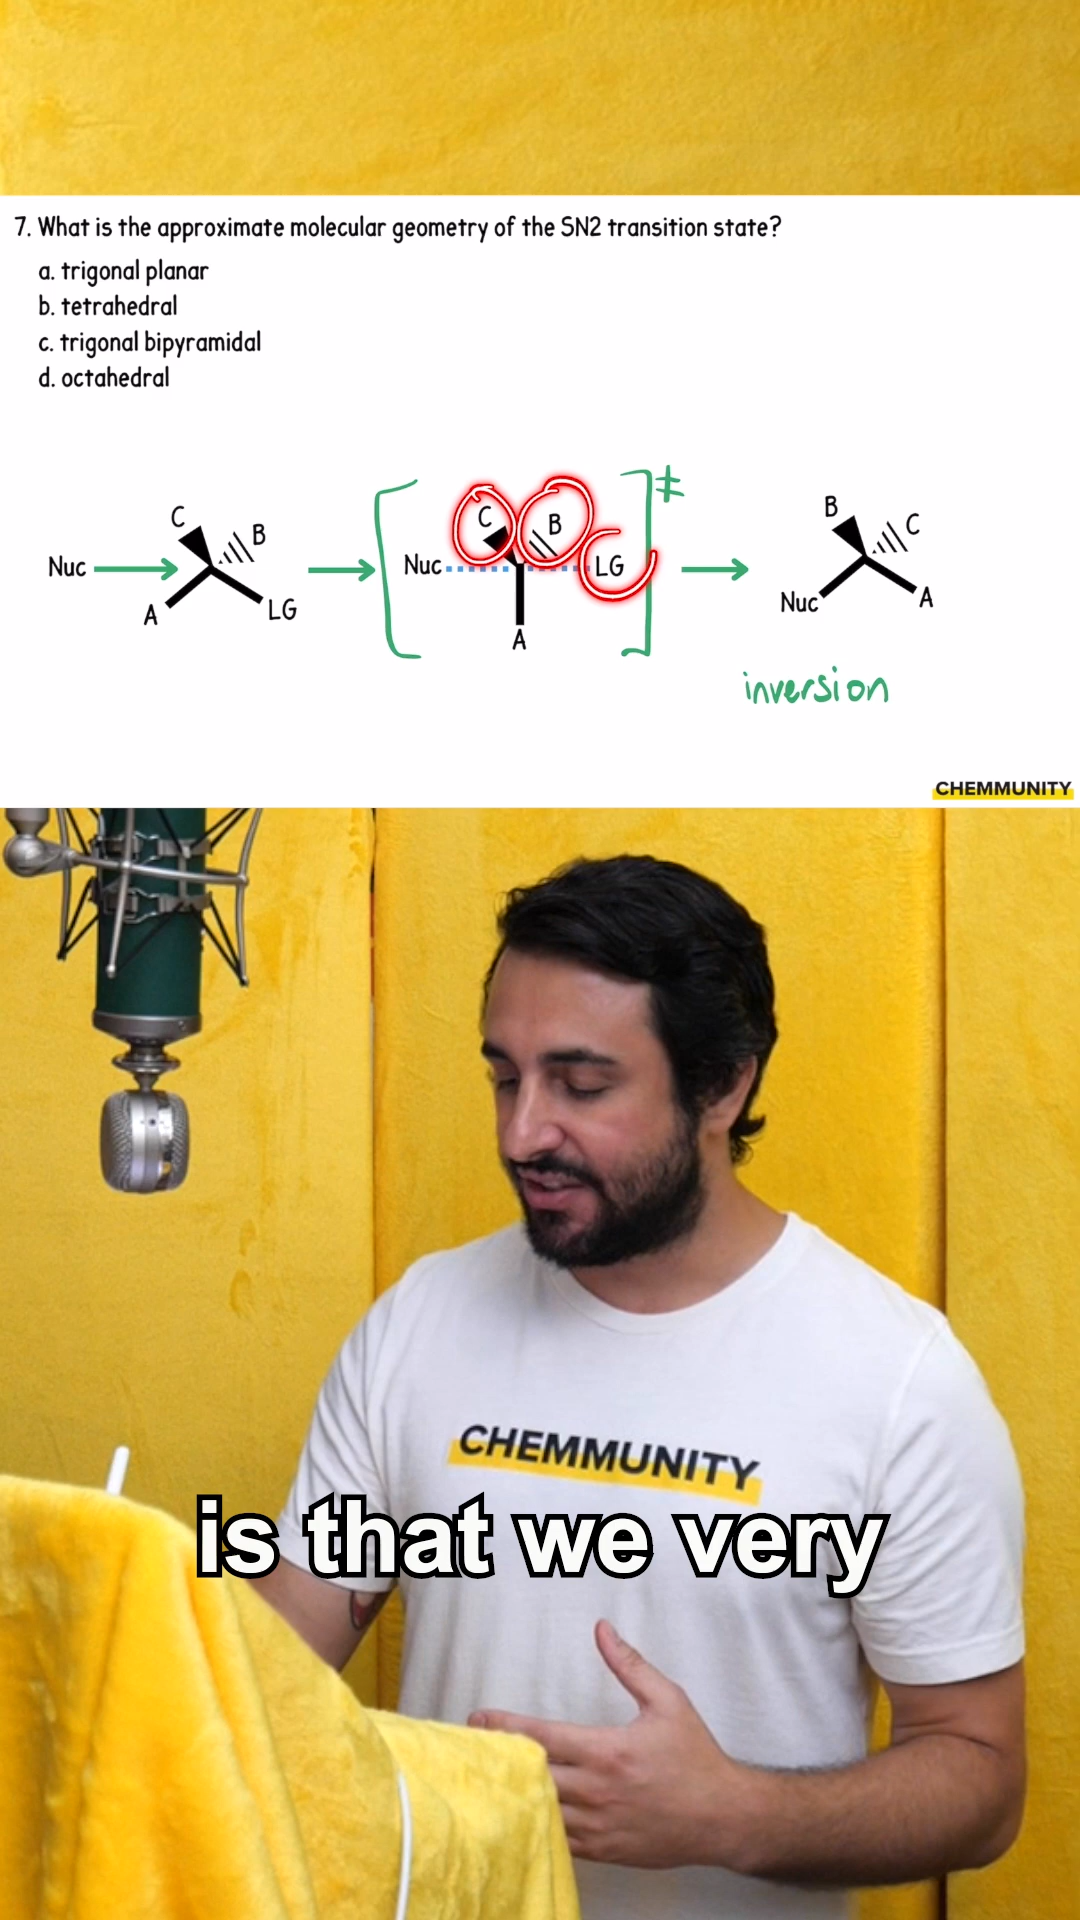 7. What is the approximate molecular geometry of the SN2 transition state?
a. trigonal planar
b. tetrahedral
c. trigonal bipyramidal
d. octahedral
Nuc C B A LG
Nuc C B LG A ‡
B C Nuc A
inversion
CHEMMUNITY
CHEMMUNITY
is that we very